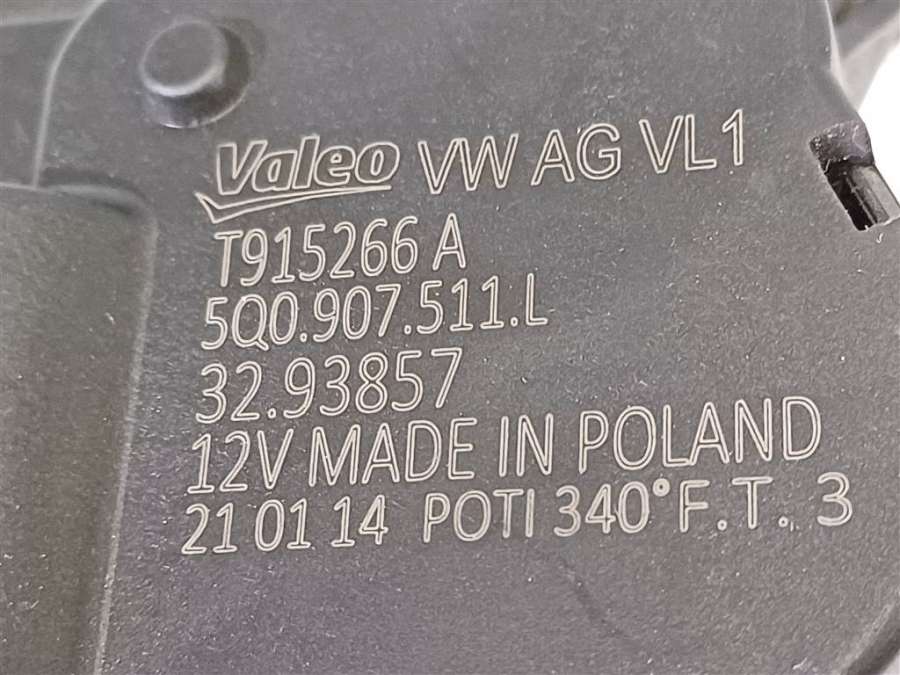 Valeo VW AG VL1
T915266 A
5Q0.907.511.L
32.93857
12V MADE IN POLAND
21 01 14 POTI 340° F.T. 3